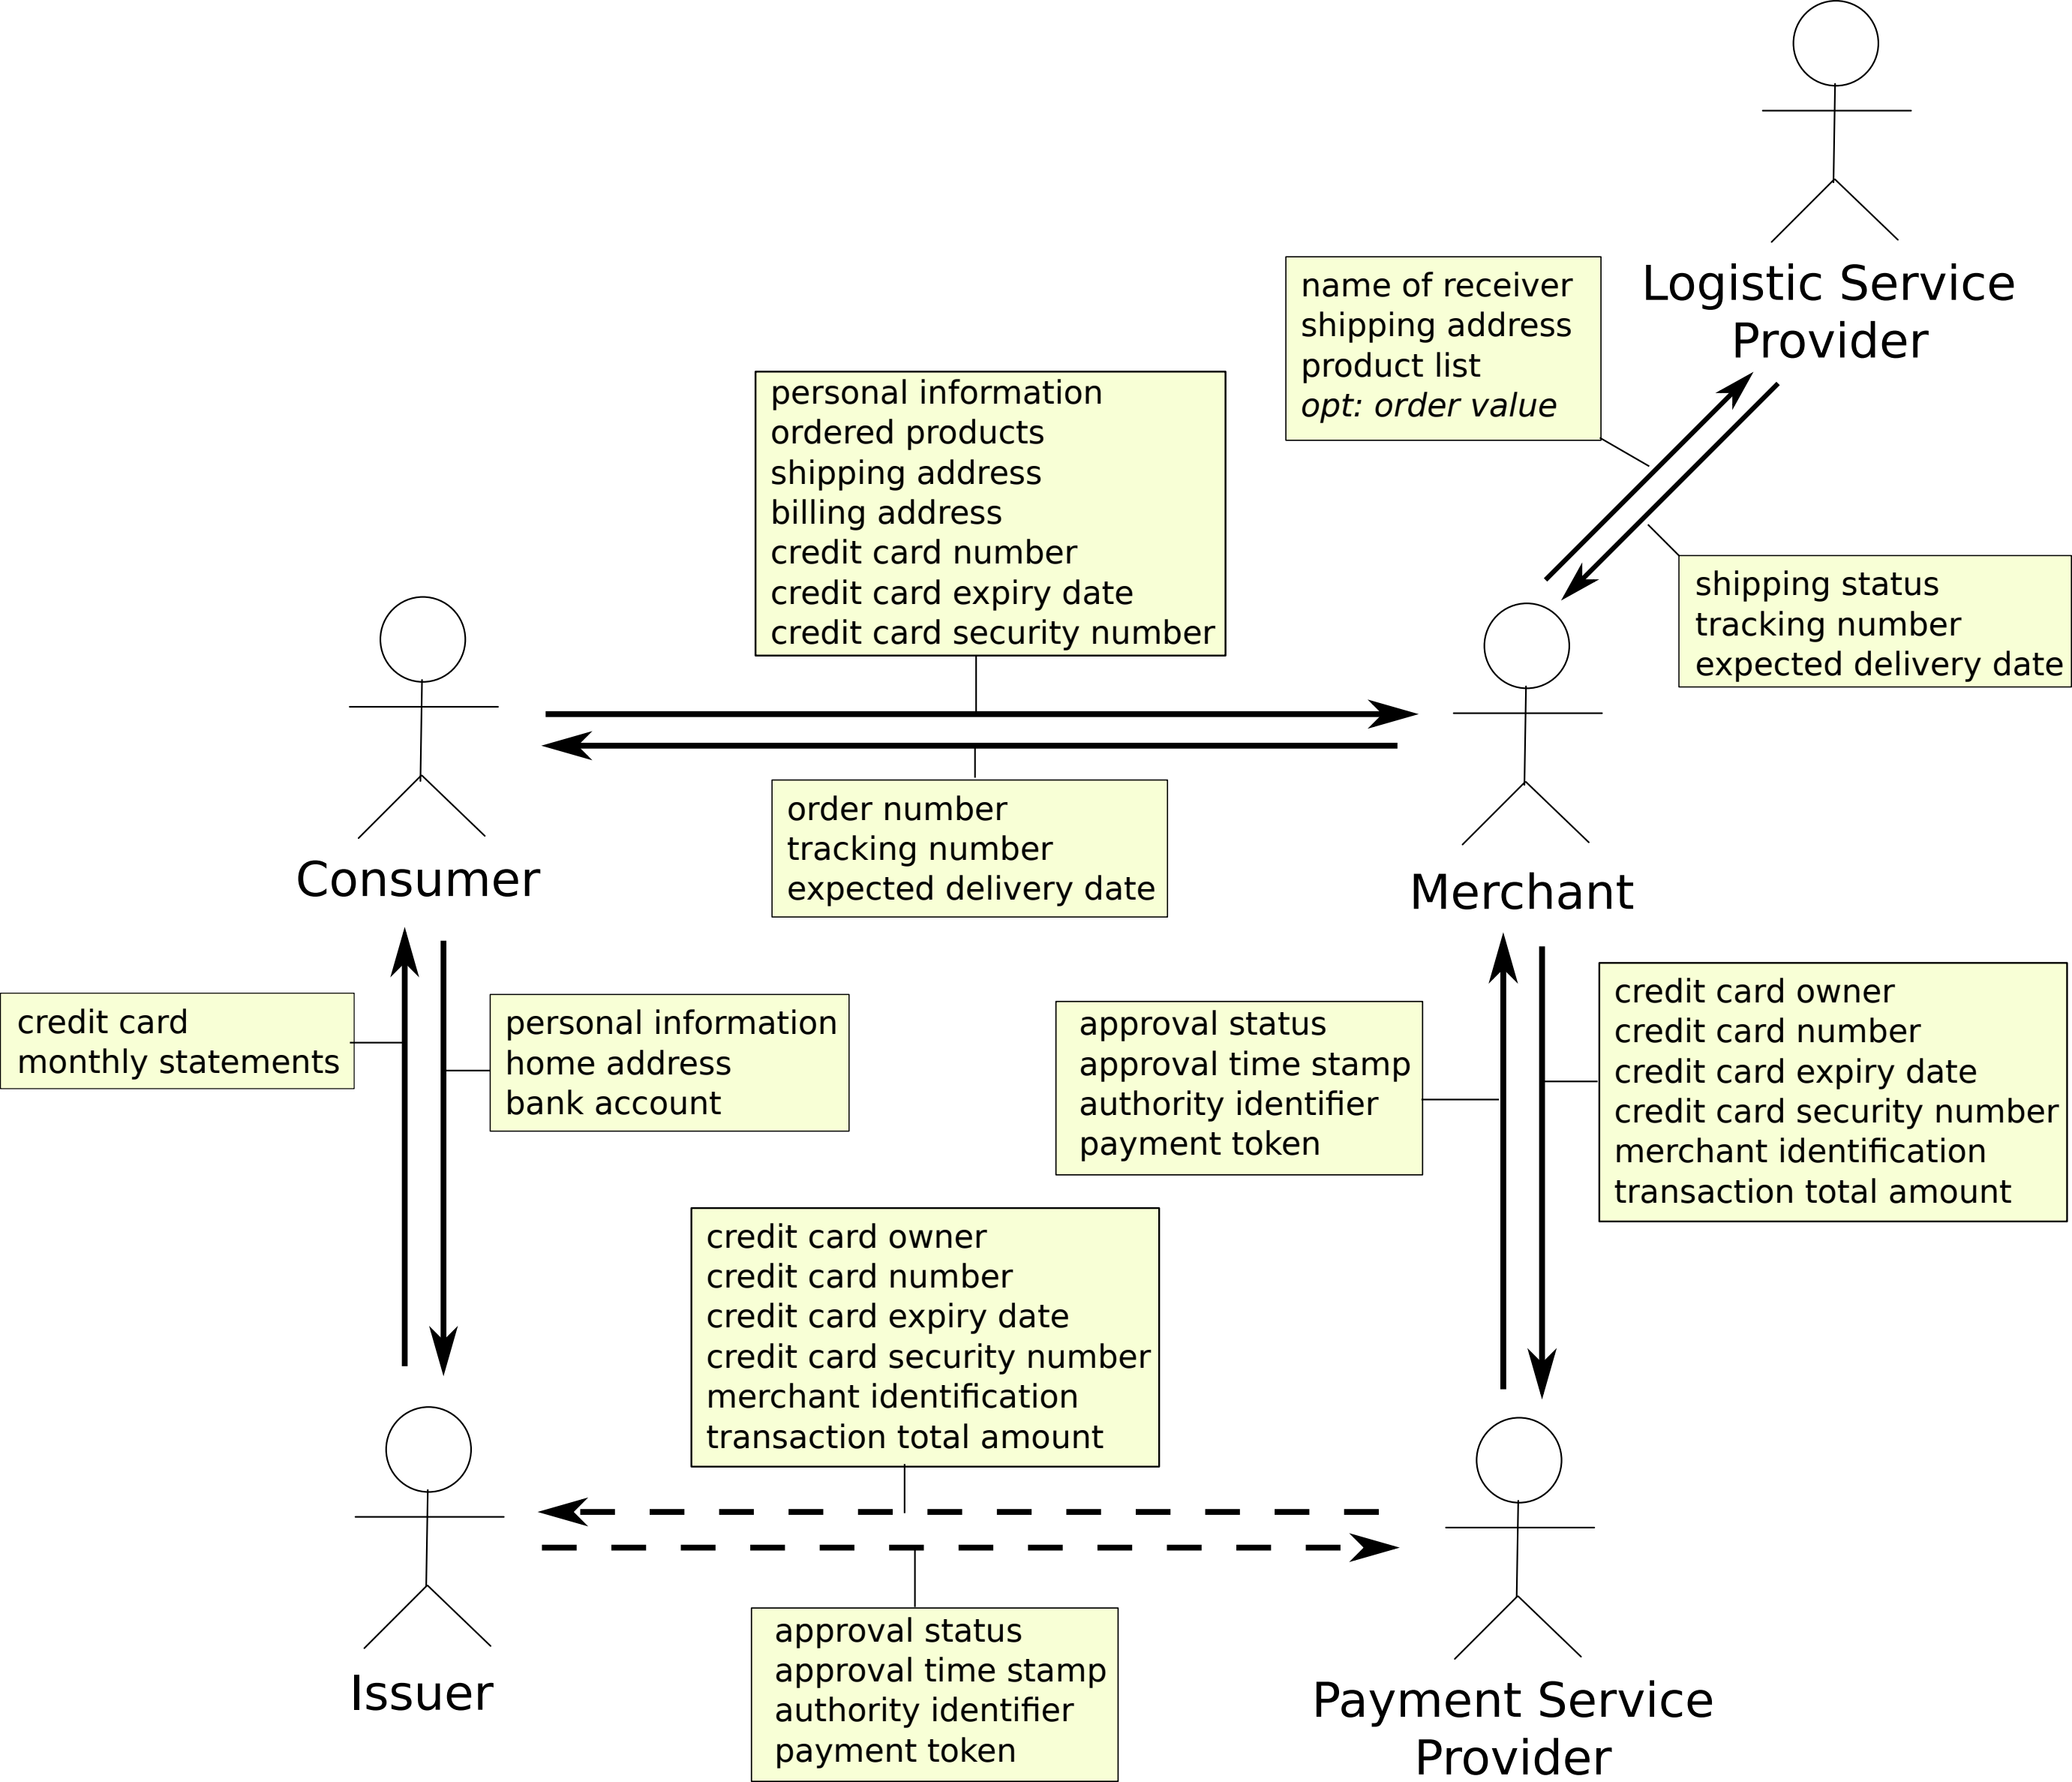 Logistic Service
Provider
name of receiver
shipping address
product list
opt: order value
personal information
ordered products
shipping address
billing address
credit card number
credit card expiry date
credit card security number
shipping status
tracking number
expected delivery date
order number
tracking number
expected delivery date
Consumer
Merchant
credit card
monthly statements
personal information
home address
bank account
approval status
approval time stamp
authority identifier
payment token
credit card owner
credit card number
credit card expiry date
credit card security number
merchant identification
transaction total amount
credit card owner
credit card number
credit card expiry date
credit card security number
merchant identification
transaction total amount
approval status
approval time stamp
authority identifier
payment token
Issuer
Payment Service
Provider